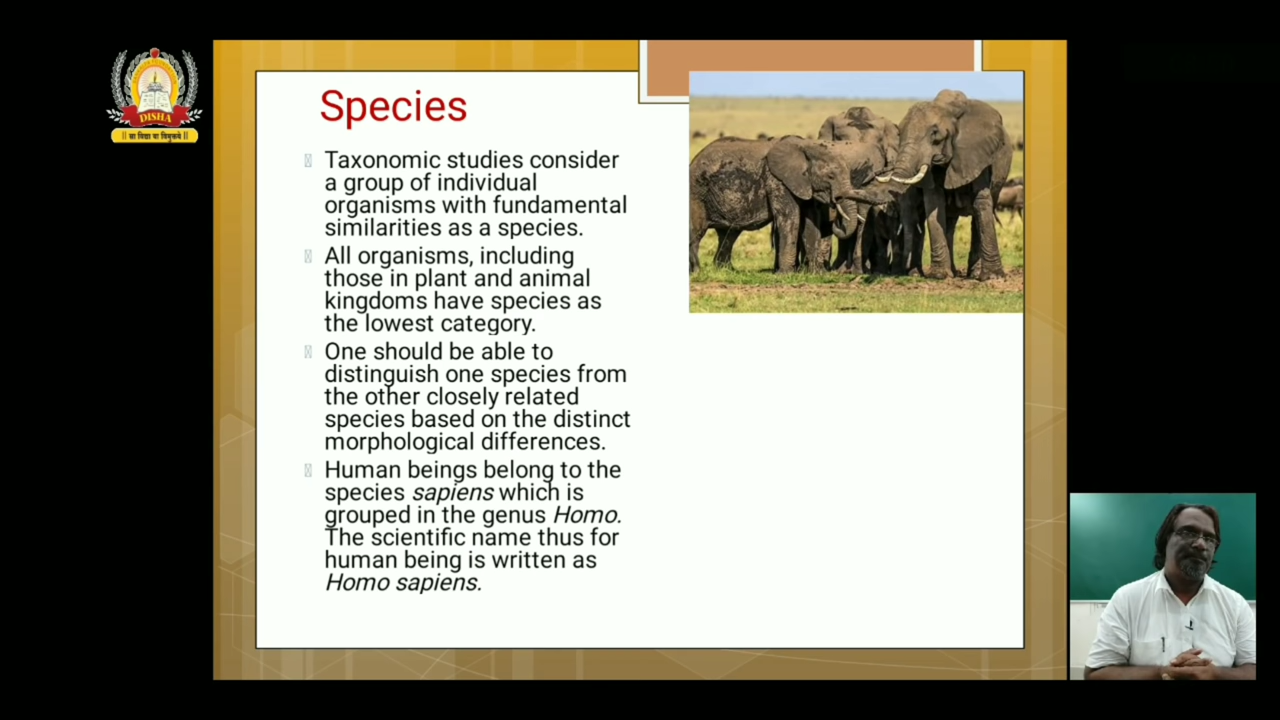 DISHA
॥ सा विद्या या विमुक्तये ॥
Species
Taxonomic studies consider
a group of individual
organisms with fundamental
similarities as a species.
All organisms, including
those in plant and animal
kingdoms have species as
the lowest category.
One should be able to
distinguish one species from
the other closely related
species based on the distinct
morphological differences.
Human beings belong to the
species sapiens which is
grouped in the genus Homo.
The scientific name thus for
human being is written as
Homo sapiens.